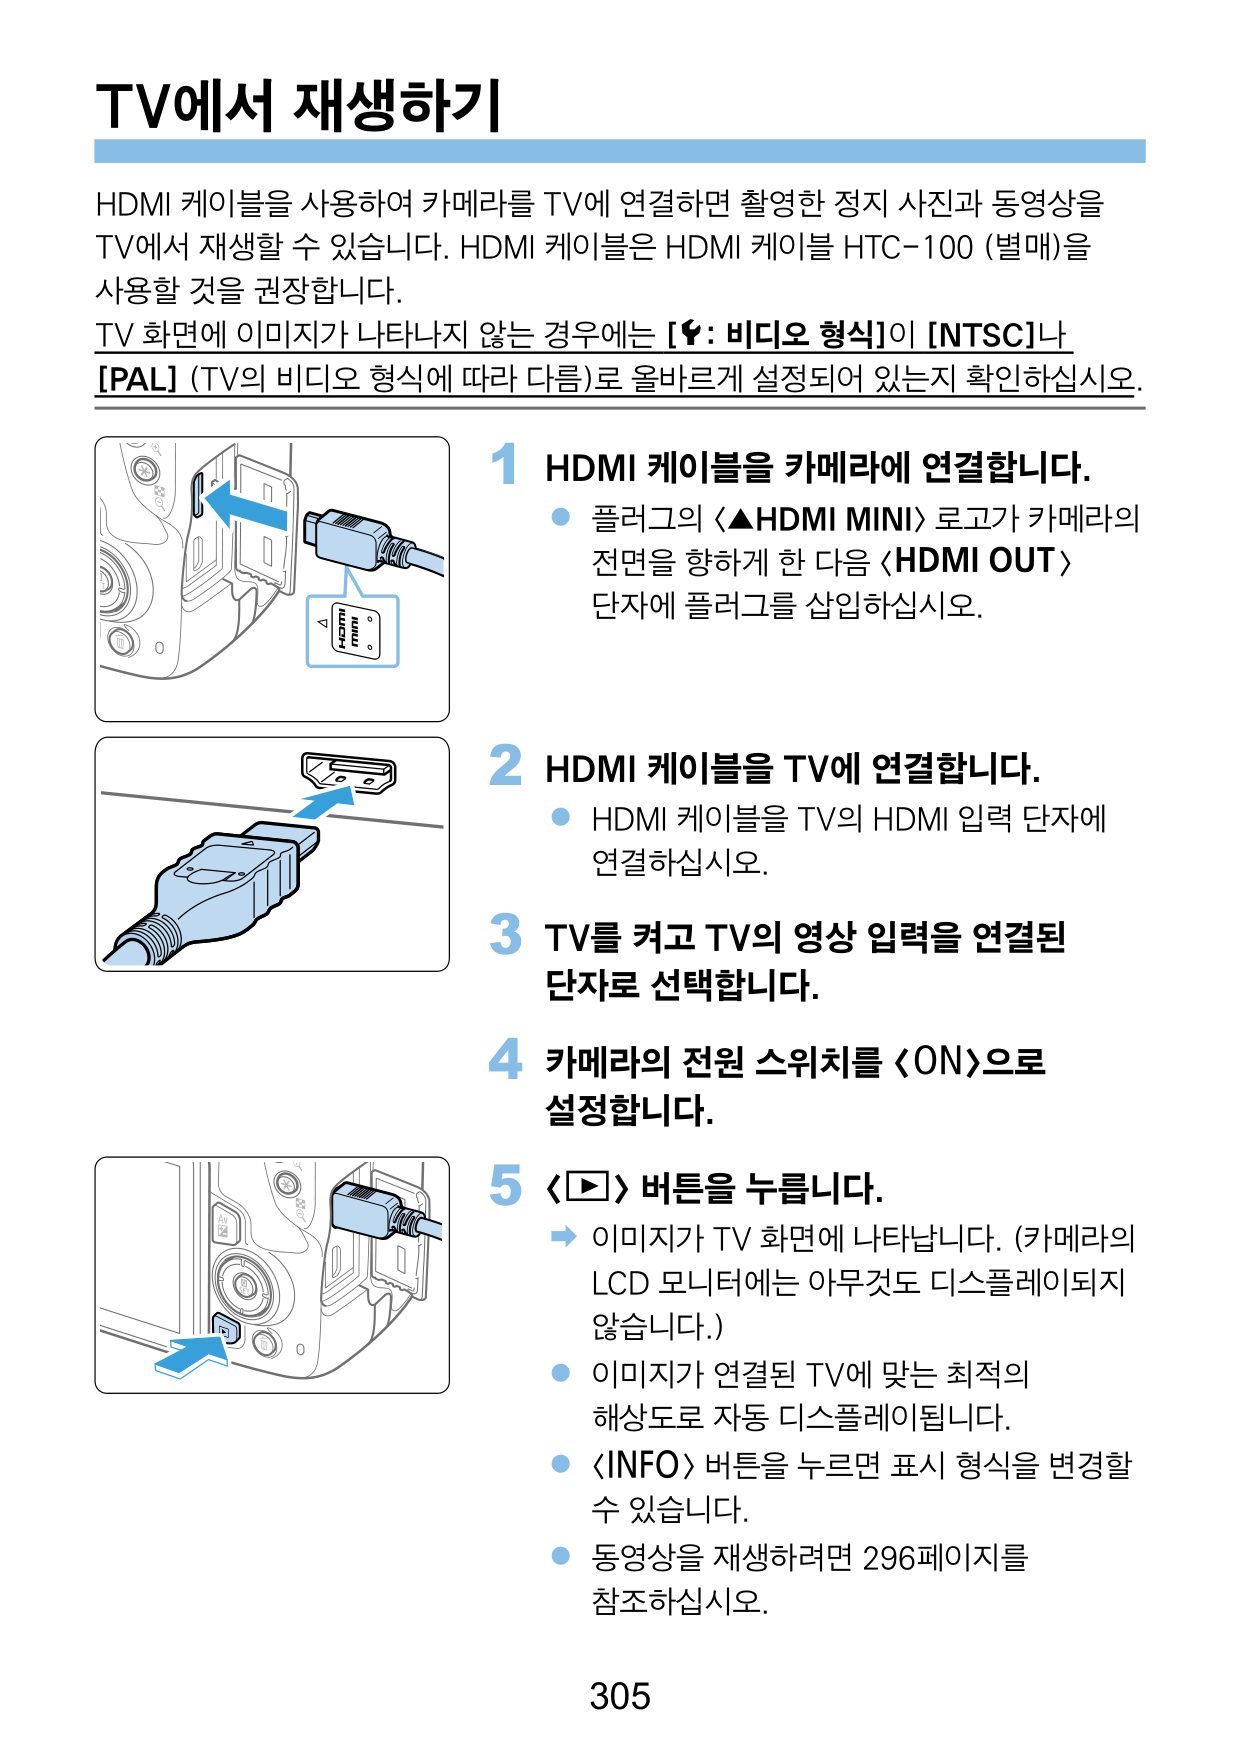 TV에서 재생하기
HDMI 케이블을 사용하여 카메라를 TV에 연결하면 촬영한 정지 사진과 동영상을
TV에서 재생할 수 있습니다. HDMI 케이블은 HDMI 케이블 HTC-100 (별매)을
사용할 것을 권장합니다.
TV 화면에 이미지가 나타나지 않는 경우에는 [: 비디오 형식]이 [NTSC]나
[PAL] (TV의 비디오 형식에 따라 다름)로 올바르게 설정되어 있는지 확인하십시오.
HDMI
MINI
1 HDMI 케이블을 카메라에 연결합니다.
● 플러그의 <▲HDMI MINI> 로고가 카메라의
전면을 향하게 한 다음 <HDMI OUT>
단자에 플러그를 삽입하십시오.
2 HDMI 케이블을 TV에 연결합니다.
● HDMI 케이블을 TV의 HDMI 입력 단자에
연결하십시오.
3 TV를 켜고 TV의 영상 입력을 연결된
단자로 선택합니다.
4 카메라의 전원 스위치를 <ON>으로
설정합니다.
Av
5 <▶> 버튼을 누릅니다.
➡ 이미지가 TV 화면에 나타납니다. (카메라의
LCD 모니터에는 아무것도 디스플레이되지
않습니다.)
● 이미지가 연결된 TV에 맞는 최적의
해상도로 자동 디스플레이됩니다.
● <INFO> 버튼을 누르면 표시 형식을 변경할
수 있습니다.
● 동영상을 재생하려면 296페이지를
참조하십시오.
305